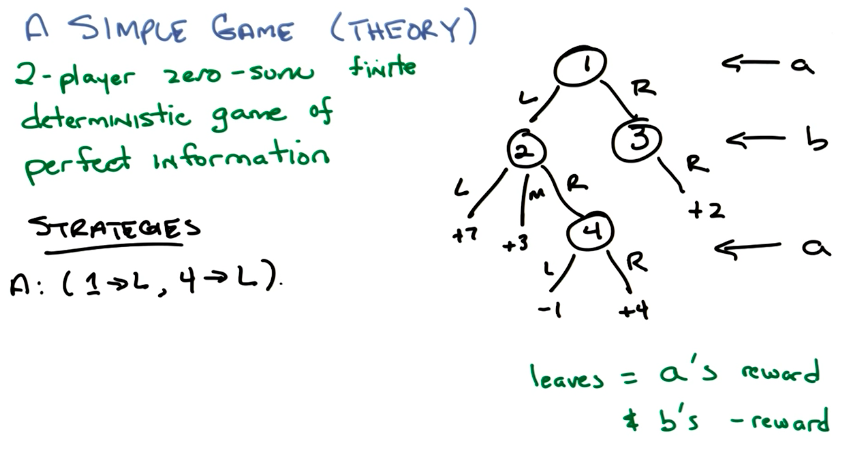 A SIMPLE GAME (THEORY)
2-player zero-sum finite
deterministic game of
perfect information
STRATEGIES
A: (1→L, 4→L).
1 ← a
L R
2 3 ← b
L M R R
+7 +3 4 +2 ← a
L R
-1 +4
leaves = a's reward
& b's -reward